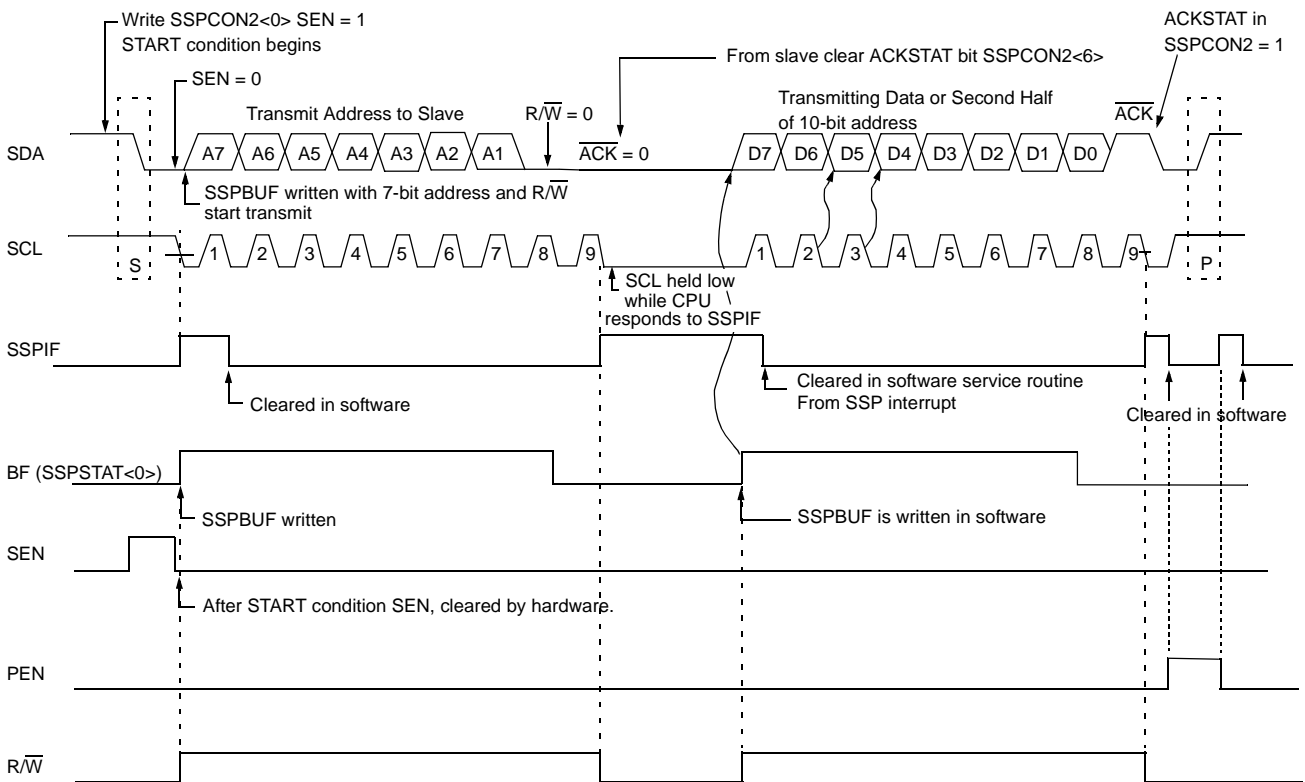 Write SSPCON2<0> SEN = 1
START condition begins
ACKSTAT in
SSPCON2 = 1
From slave clear ACKSTAT bit SSPCON2<6>
SEN = 0
Transmit Address to Slave
R/W̅ = 0
Transmitting Data or Second Half
of 10-bit address
A̅C̅K̅
SDA
A7 A6 A5 A4 A3 A2 A1
A̅C̅K̅ = 0
D7 D6 D5 D4 D3 D2 D1 D0
SSPBUF written with 7-bit address and R/W̅
start transmit
SCL
S
1 2 3 4 5 6 7 8 9
1 2 3 4 5 6 7 8 9
P
SCL held low
while CPU
responds to SSPIF
SSPIF
Cleared in software
Cleared in software service routine
From SSP interrupt
Cleared in software
BF (SSPSTAT<0>)
SSPBUF written
SSPBUF is written in software
SEN
After START condition SEN, cleared by hardware.
PEN
R/W̅